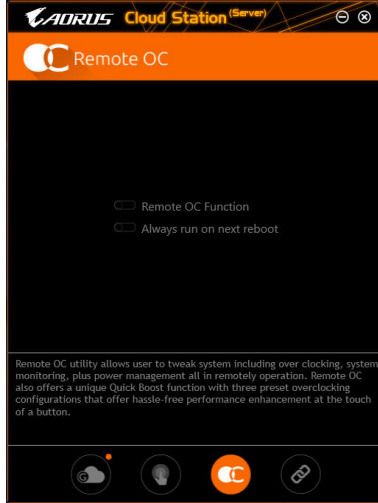 AORUS Cloud Station (Server)
Remote OC
Remote OC Function
Always run on next reboot
Remote OC utility allows user to tweak system including over clocking, system
monitoring, plus power management all in remotely operation. Remote OC
also offers a unique Quick Boost function with three preset overclocking
configurations that offer hassle-free performance enhancement at the touch
of a button.
G